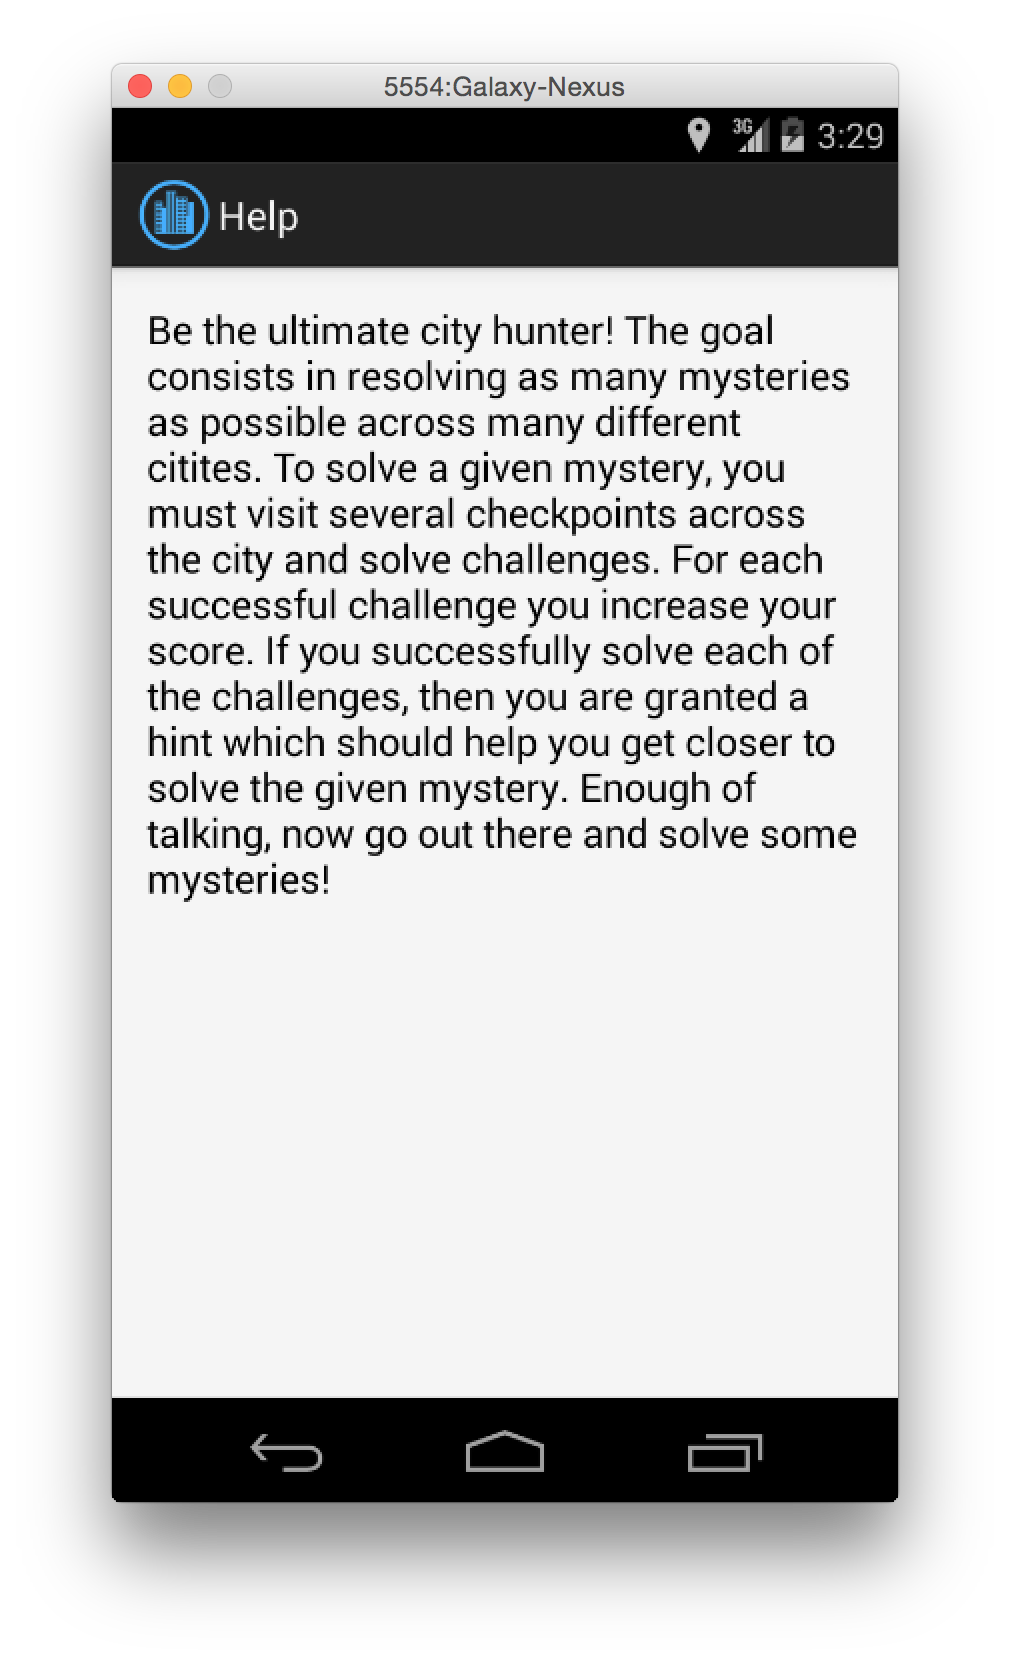 5554:Galaxy-Nexus
3G 3:29
Help
Be the ultimate city hunter! The goal
consists in resolving as many mysteries
as possible across many different
citites. To solve a given mystery, you
must visit several checkpoints across
the city and solve challenges. For each
successful challenge you increase your
score. If you successfully solve each of
the challenges, then you are granted a
hint which should help you get closer to
solve the given mystery. Enough of
talking, now go out there and solve some
mysteries!